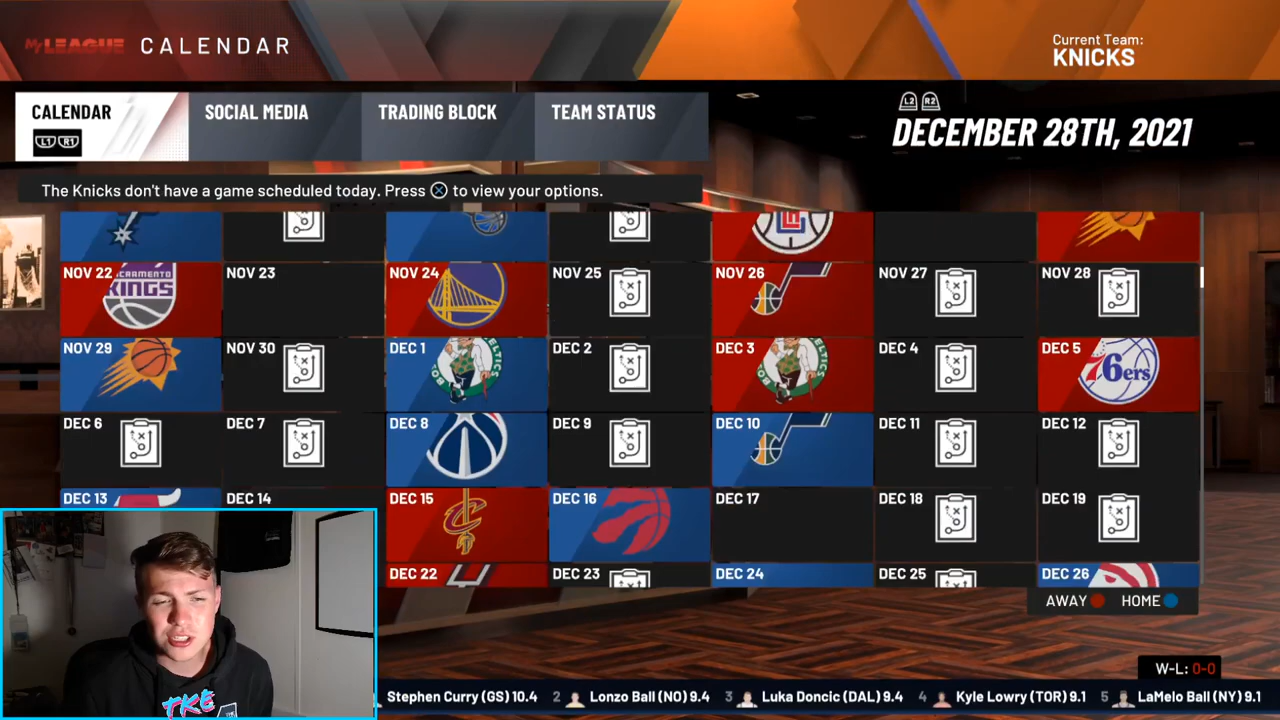 MyLEAGUE CALENDAR
Current Team:
KNICKS
CALENDAR
L1 R1
SOCIAL MEDIA
TRADING BLOCK
TEAM STATUS
L2 R2
DECEMBER 28TH, 2021
The Knicks don't have a game scheduled today. Press ⓧ to view your options.
NOV 22 NOV 23 NOV 24 NOV 25 NOV 26 NOV 27 NOV 28
SACRAMENTO
KINGS
NOV 29 NOV 30 DEC 1 DEC 2 DEC 3 DEC 4 DEC 5
76ers
DEC 6 DEC 7 DEC 8 DEC 9 DEC 10 DEC 11 DEC 12
DEC 13 DEC 14 DEC 15 DEC 16 DEC 17 DEC 18 DEC 19
DEC 22 DEC 23 DEC 24 DEC 25 DEC 26
AWAY HOME
W-L: 0-0
Stephen Curry (GS) 10.4 2 Lonzo Ball (NO) 9.4 3 Luka Doncic (DAL) 9.4 4 Kyle Lowry (TOR) 9.1 5 LaMelo Ball (NY) 9.1
TKE